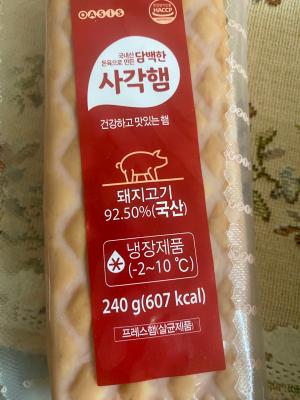 OASIS
HACCP
국내산
돈육으로 만든 담백한
사각햄
건강하고 맛있는 햄
돼지고기
92.50%(국산)
냉장제품
(-2~10 ℃)
240 g(607 kcal)
프레스햄(살균제품)